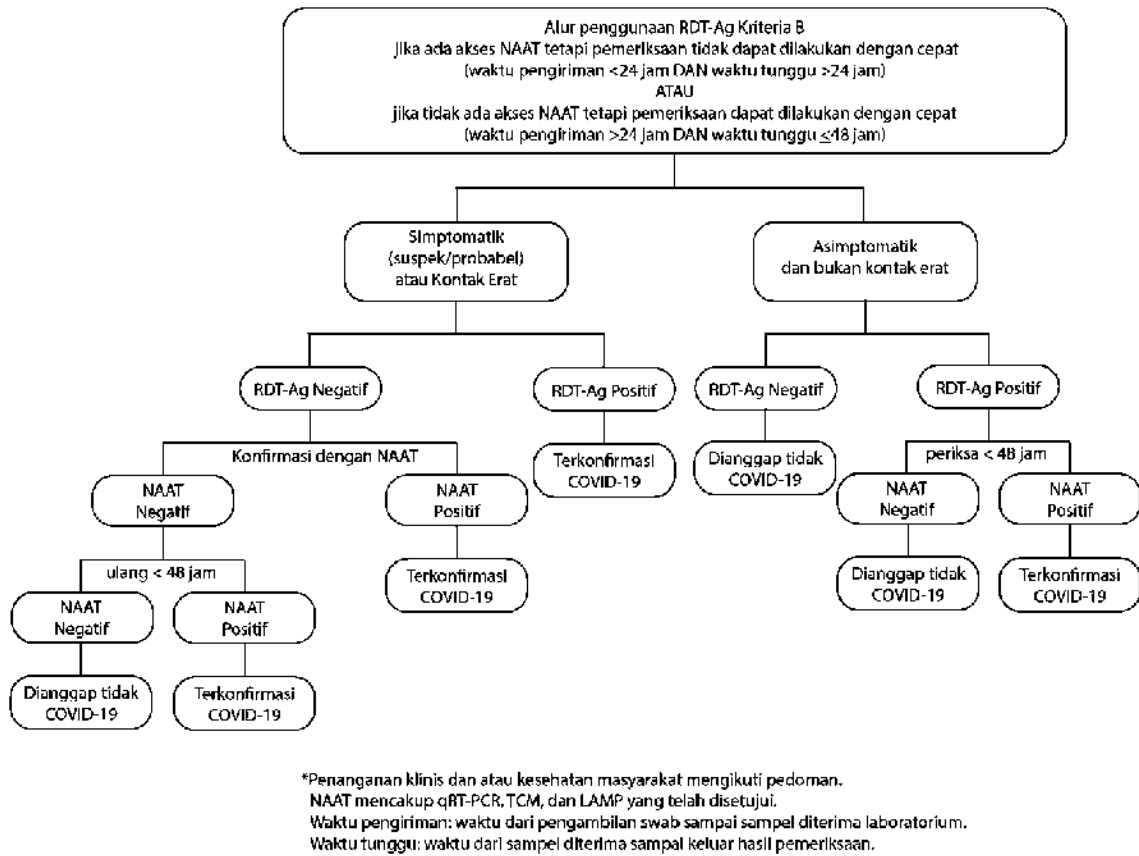 Alur penggunaan RDT-Ag Kriteria B
Jika ada akses NAAT tetapi pemeriksaan tidak dapat dilakukan dengan cepat
(waktu pengiriman <24 jam DAN waktu tunggu >24 jam)
ATAU
jika tidak ada akses NAAT tetapi pemeriksaan dapat dilakukan dengan cepat
(waktu pengiriman >24 jam DAN waktu tunggu ≤48 jam)
Simptomatik
(suspek/probabel)
atau Kontak Erat
Asimptomatik
dan bukan kontak erat
RDT-Ag Negatif
RDT-Ag Positif
RDT-Ag Negatif
RDT-Ag Positif
Konfirmasi dengan NAAT
Terkonfirmasi
COVID-19
Dianggap tidak
COVID-19
periksa < 48 jam
NAAT
Negatif
NAAT
Positif
NAAT
Negatif
NAAT
Positif
ulang < 48 jam
Terkonfirmasi
COVID-19
Dianggap tidak
COVID-19
Terkonfirmasi
COVID-19
NAAT
Negatif
NAAT
Positif
Dianggap tidak
COVID-19
Terkonfirmasi
COVID-19
*Penanganan klinis dan atau kesehatan masyarakat mengikuti pedoman.
NAAT mencakup qRT-PCR, TCM, dan LAMP yang telah disetujui.
Waktu pengiriman: waktu dari pengambilan swab sampai sampel diterima laboratorium.
Waktu tunggu: waktu dari sampel diterima sampai keluar hasil pemeriksaan.